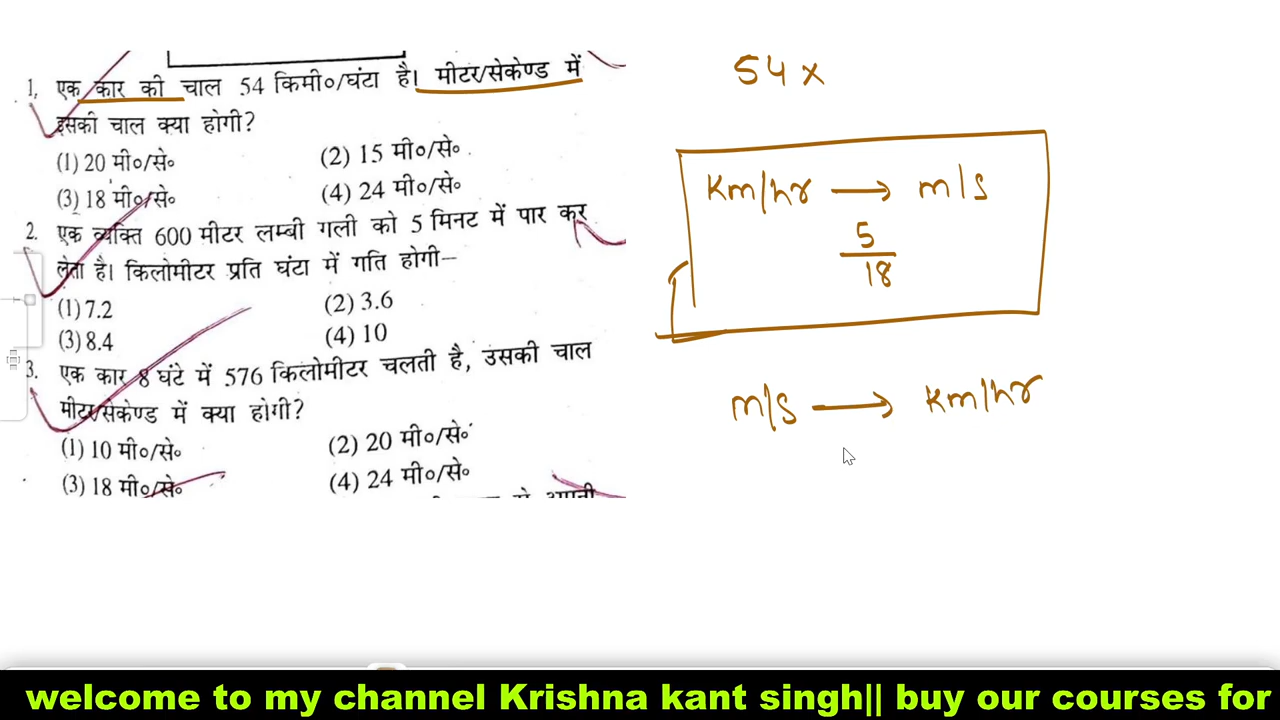 1. एक कार की चाल 54 किमी०/घंटा है। मीटर/सेकेण्ड में
इसकी चाल क्या होगी?
(1) 20 मी०/से०
(2) 15 मी०/से०
(3) 18 मी०/से०
(4) 24 मी०/से०
2. एक व्यक्ति 600 मीटर लम्बी गली को 5 मिनट में पार कर
लेता है। किलोमीटर प्रति घंटा में गति होगी–
(1) 7.2
(2) 3.6
(3) 8.4
(4) 10
3. एक कार 8 घंटे में 576 किलोमीटर चलती है, उसकी चाल
मीटर/सेकेण्ड में क्या होगी?
(1) 10 मी०/से०
(2) 20 मी०/से०
(3) 18 मी०/से०
(4) 24 मी०/से०
54 x
Km/hr → m/s
5
18
m/s → Km/hr
welcome to my channel Krishna kant singh|| buy our courses for